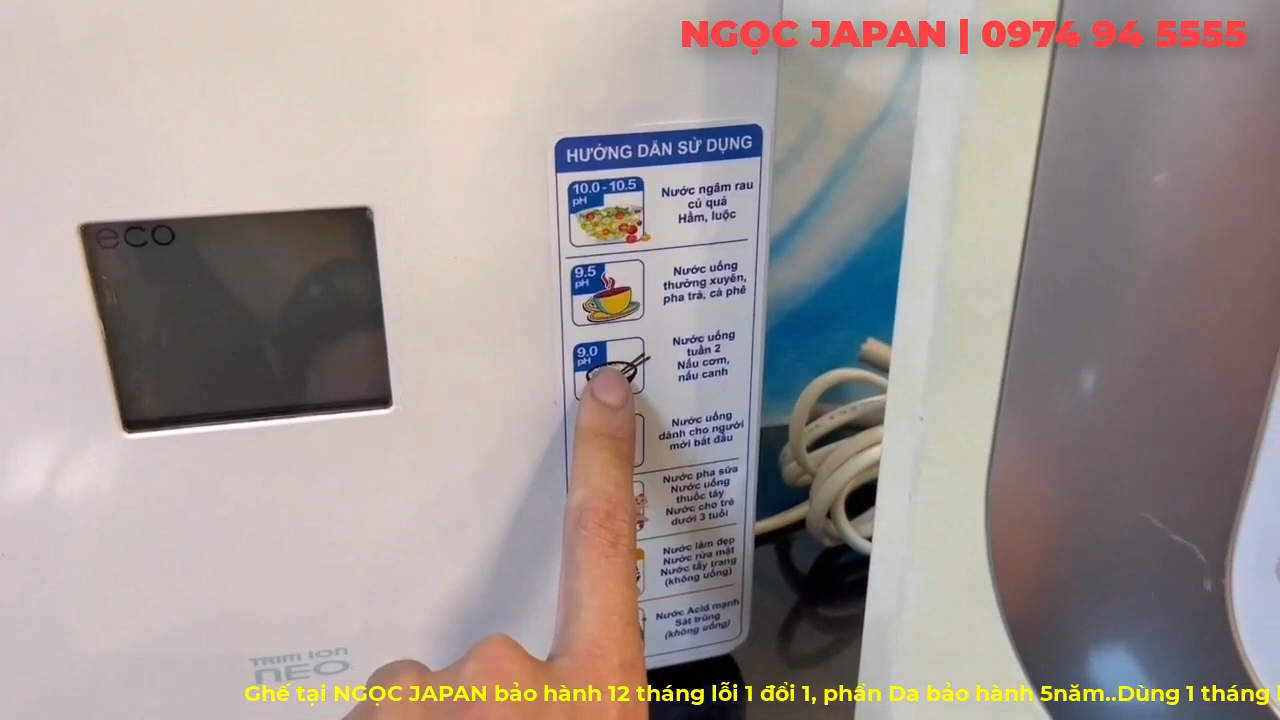 NGỌC JAPAN | 0974 94 5555
HƯỚNG DẪN SỬ DỤNG
10.0 - 10.5
pH
Nước ngâm rau
củ quả
Hầm, luộc
eco
9.5
pH
Nước uống
thường xuyên,
pha trà, cà phê
9.0
pH
Nước uống
tuần 2
Nấu cơm,
nấu canh
Nước uống
dành cho người
mới bắt đầu
Nước pha sữa
Nước uống
thuốc tây
Nước cho trẻ
dưới 3 tuổi
Nước làm đẹp
Nước rửa mặt
Nước tẩy trang
(không uống)
Nước Acid mạnh
Sát trùng
(không uống)
TRIM ION
NEO
Ghế tại NGỌC JAPAN bảo hành 12 tháng lỗi 1 đổi 1, phần Da bảo hành 5năm..Dùng 1 tháng